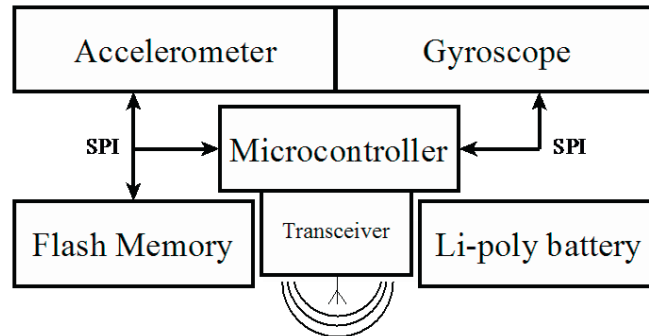 Accelerometer
Gyroscope
SPI
Microcontroller
SPI
Flash Memory
Transceiver
Li-poly battery